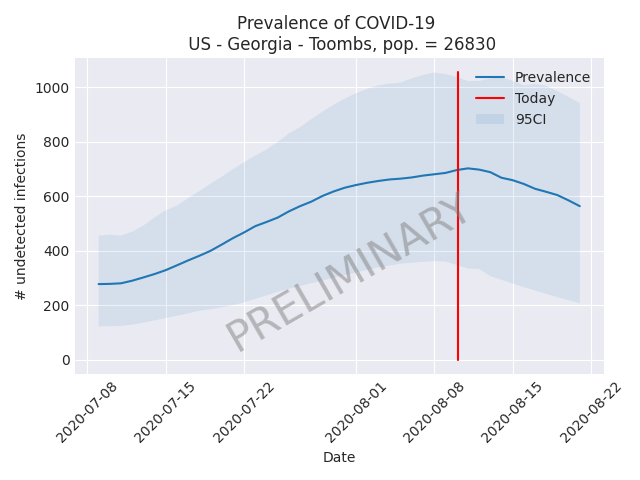 Prevalence of COVID-19
US - Georgia - Toombs, pop. = 26830
# undetected infections
1000
800
600
400
200
0
Prevalence
Today
95CI
PRELIMINARY
2020-07-08
2020-07-15
2020-07-22
2020-08-01
2020-08-08
2020-08-15
2020-08-22
Date